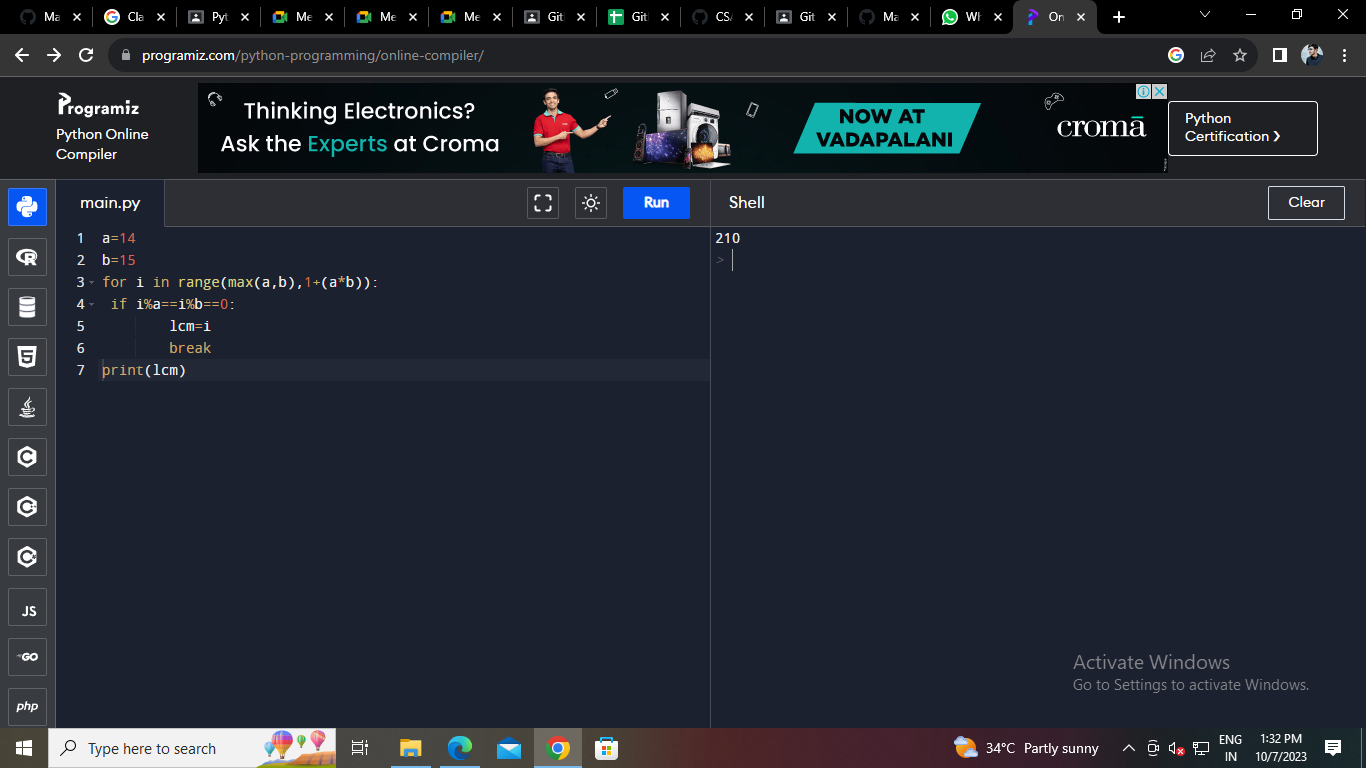 Ma
Cla
Pyt
Me
Me
Me
Git
Git
CSA
Git
Ma
Wh
On
programiz.com/python-programming/online-compiler/
Programiz
Python Online
Compiler
Thinking Electronics?
Ask the Experts at Croma
NOW AT
VADAPALANI
cromā
Python
Certification ❯
main.py
Run
Shell
Clear
1 a=14
2 b=15
3 for i in range(max(a,b),1+(a*b)):
4 if i%a==i%b==0:
5 lcm=i
6 break
7 print(lcm)
210
>
JS
GO
php
Activate Windows
Go to Settings to activate Windows.
Type here to search
34°C Partly sunny
ENG
IN
1:32 PM
10/7/2023